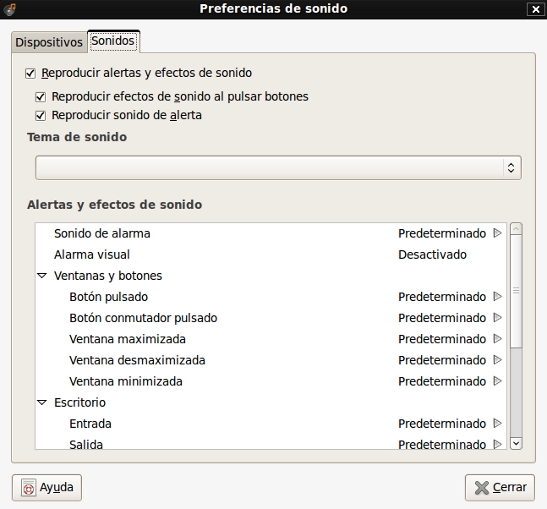 Preferencias de sonido
Dispositivos Sonidos
Reproducir alertas y efectos de sonido
Reproducir efectos de sonido al pulsar botones
Reproducir sonido de alerta
Tema de sonido
Alertas y efectos de sonido
Sonido de alarma Predeterminado
Alarma visual Desactivado
Ventanas y botones
Botón pulsado Predeterminado
Botón conmutador pulsado Predeterminado
Ventana maximizada Predeterminado
Ventana desmaximizada Predeterminado
Ventana minimizada Predeterminado
Escritorio
Entrada Predeterminado
Salida Predeterminado
Ayuda Cerrar